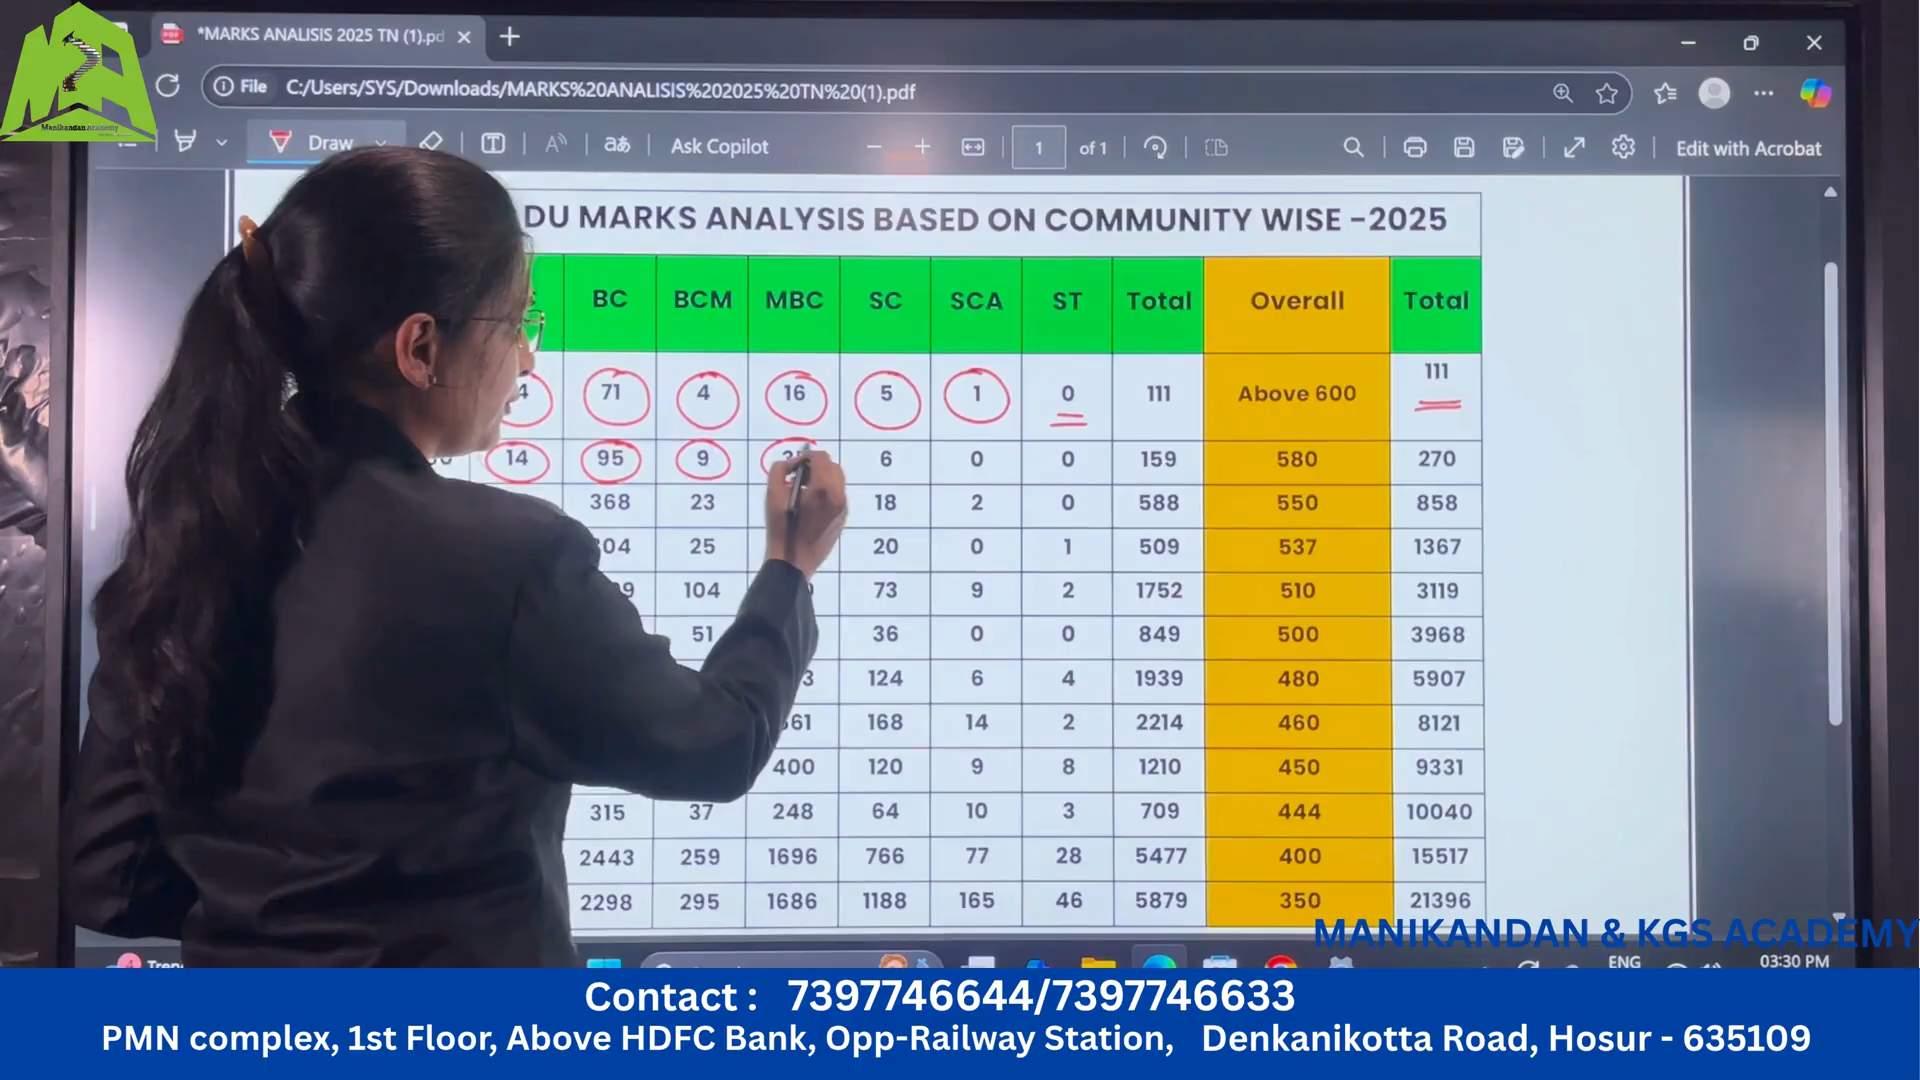 *MARKS ANALISIS 2025 TN (1).pd
File C:/Users/SYS/Downloads/MARKS%20ANALISIS%202025%20TN%20(1).pdf
Draw Ask Copilot 1 of 1 Edit with Acrobat
Manikandan academy
DU MARKS ANALYSIS BASED ON COMMUNITY WISE -2025
BC BCM MBC SC SCA ST Total Overall Total
4 71 4 16 5 1 0 111 Above 600 111
14 95 9 6 0 0 159 580 270
368 23 18 2 0 588 550 858
04 25 20 0 1 509 537 1367
104 73 9 2 1752 510 3119
51 36 0 0 849 500 3968
3 124 6 4 1939 480 5907
61 168 14 2 2214 460 8121
400 120 9 8 1210 450 9331
315 37 248 64 10 3 709 444 10040
2443 259 1696 766 77 28 5477 400 15517
2298 295 1686 1188 165 46 5879 350 21396
MANIKANDAN & KGS ACADEMY
ENG 03:30 PM
Contact : 7397746644/7397746633
PMN complex, 1st Floor, Above HDFC Bank, Opp-Railway Station, Denkanikotta Road, Hosur - 635109